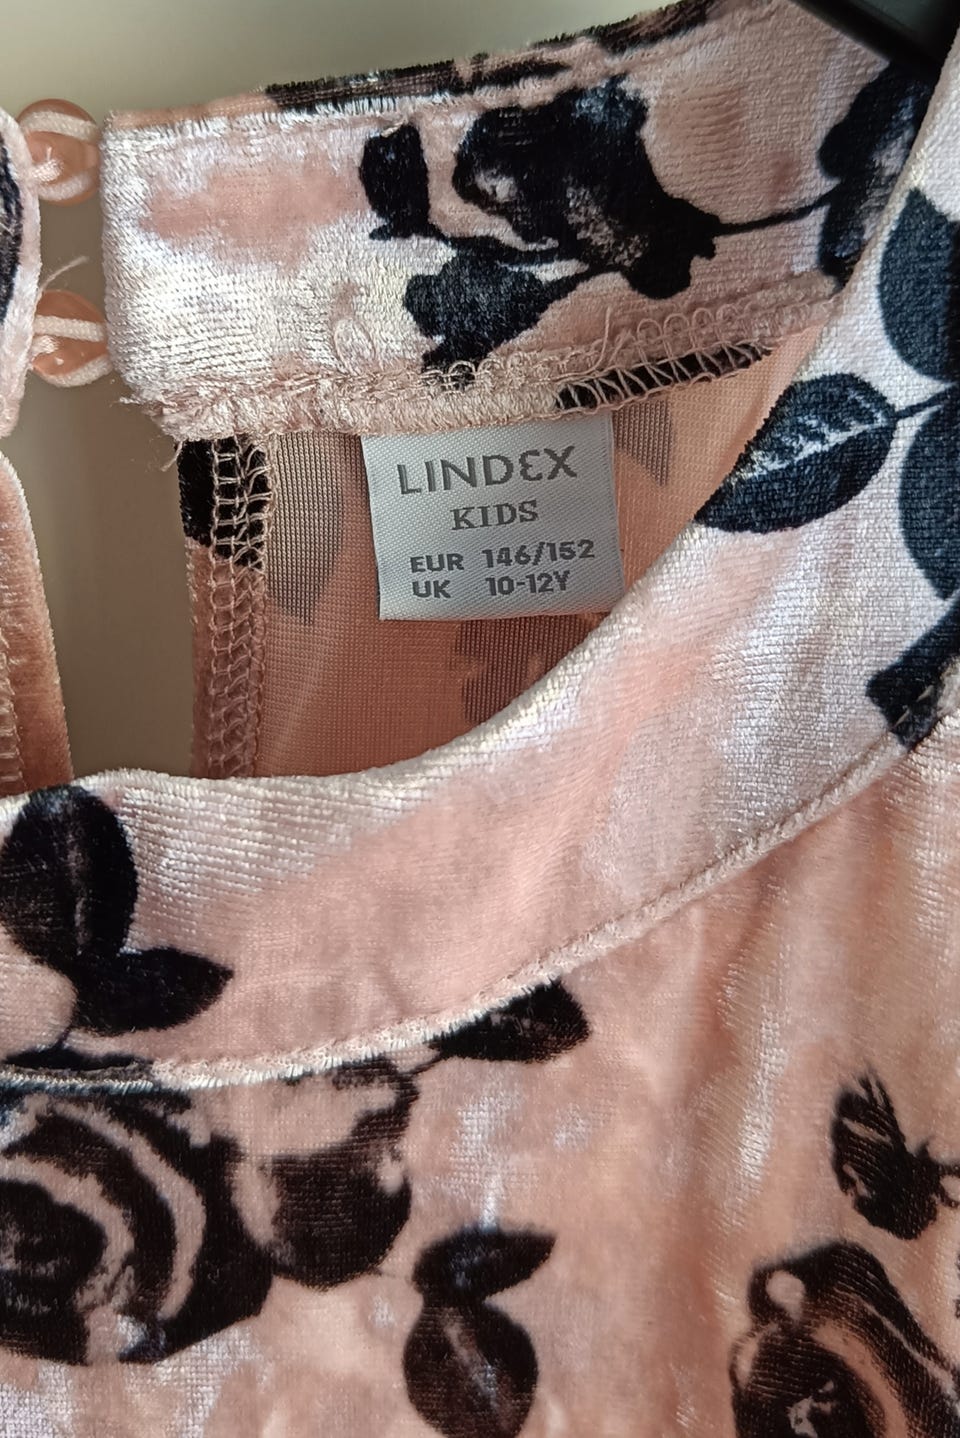 LINDEX
KIDS
EUR 146/152
UK 10-12Y